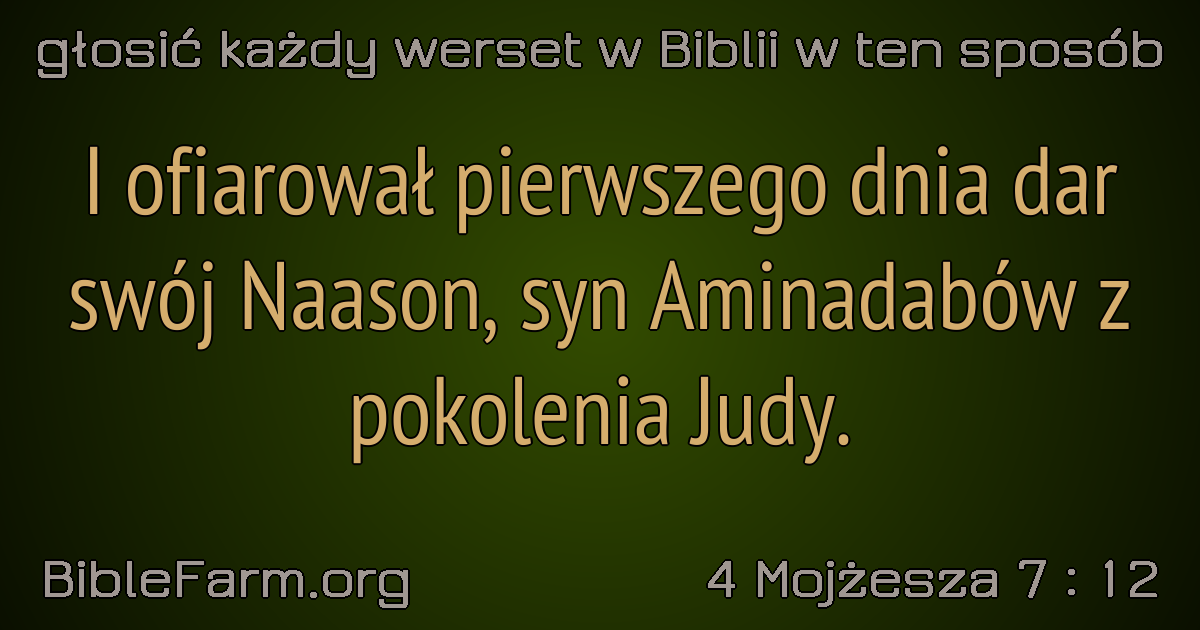 głosić każdy werset w Biblii w ten sposób
I ofiarował pierwszego dnia dar
swój Naason, syn Aminadabów z
pokolenia Judy.
BibleFarm.org
4 Mojżesza 7 : 12